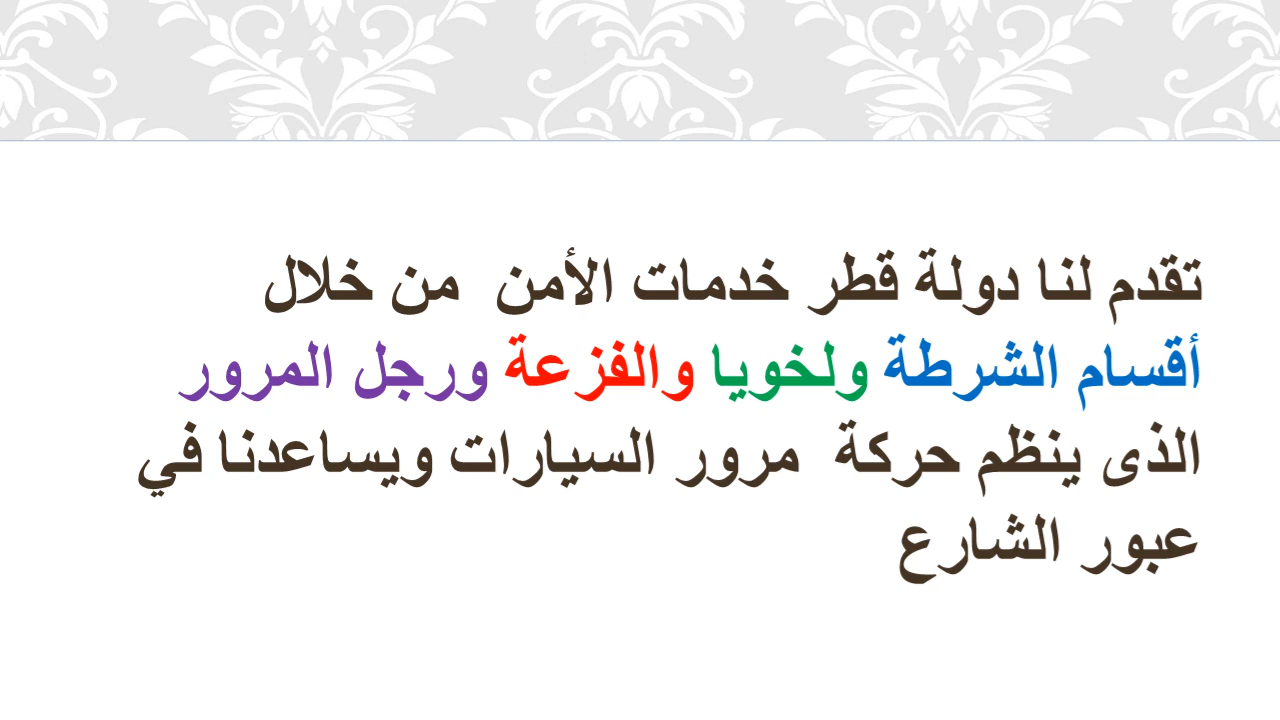 تقدم لنا دولة قطر خدمات الأمن من خلال
أقسام الشرطة ولخويا والفزعة ورجل المرور
الذى ينظم حركة مرور السيارات ويساعدنا في
عبور الشارع